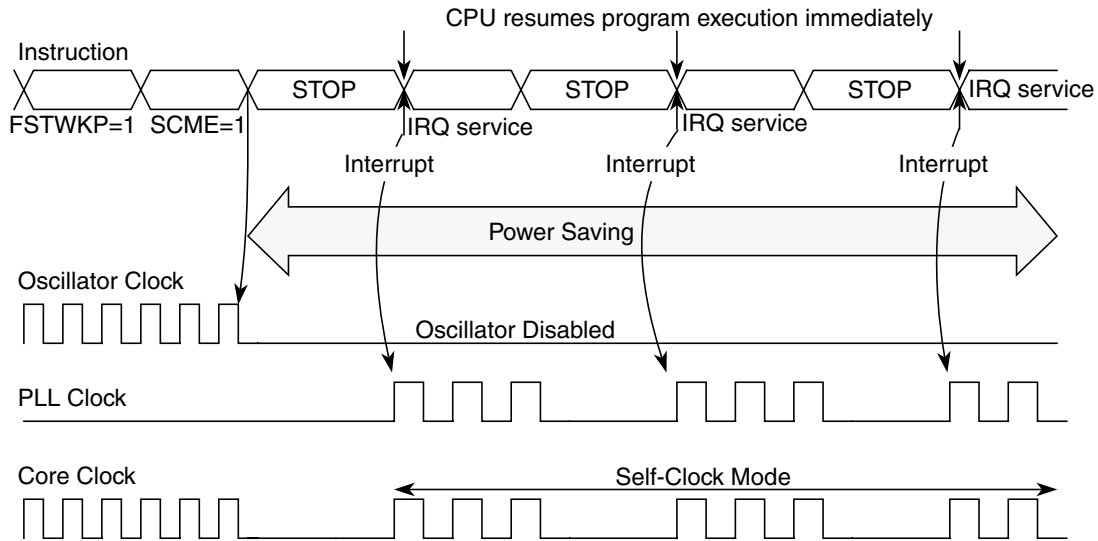 CPU resumes program execution immediately
Instruction
STOP
STOP
STOP
IRQ service
FSTWKP=1
SCME=1
IRQ service
IRQ service
Interrupt
Interrupt
Interrupt
Power Saving
Oscillator Clock
Oscillator Disabled
PLL Clock
Core Clock
Self-Clock Mode